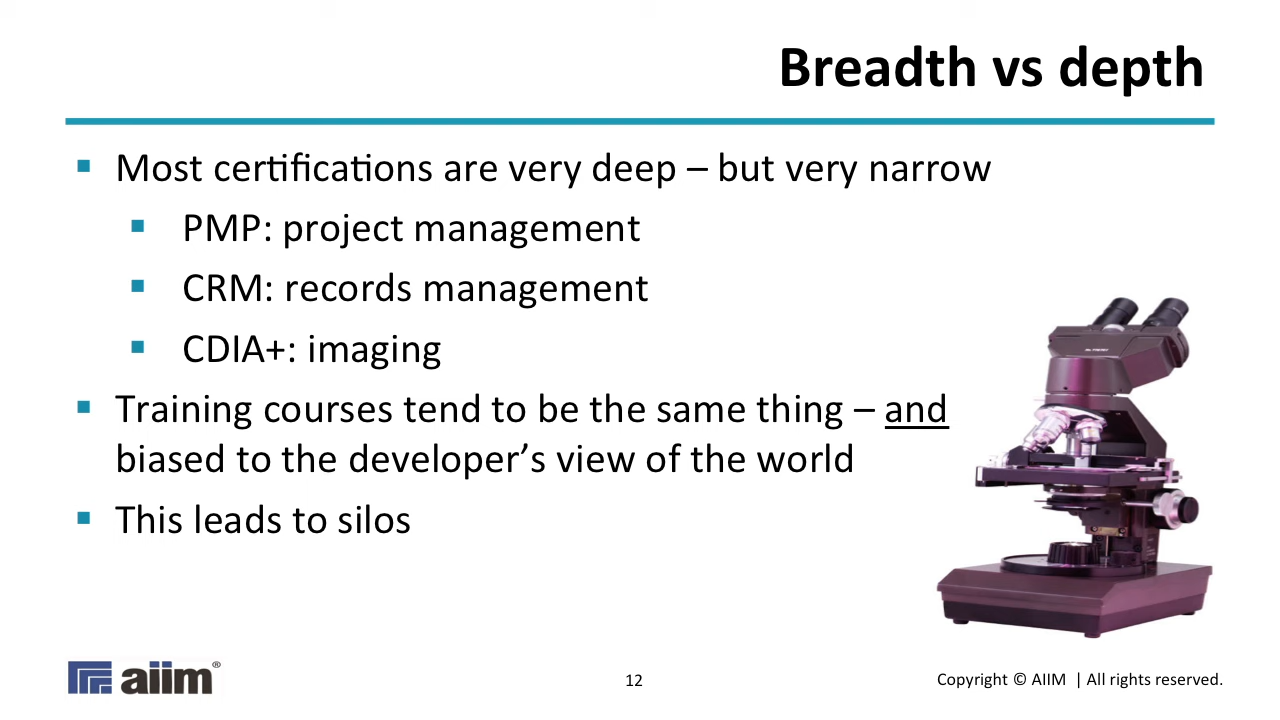 Breadth vs depth
Most certifications are very deep – but very narrow
PMP: project management
CRM: records management
CDIA+: imaging
Training courses tend to be the same thing – and
biased to the developer’s view of the world
This leads to silos
aiim®
12
Copyright © AIIM | All rights reserved.